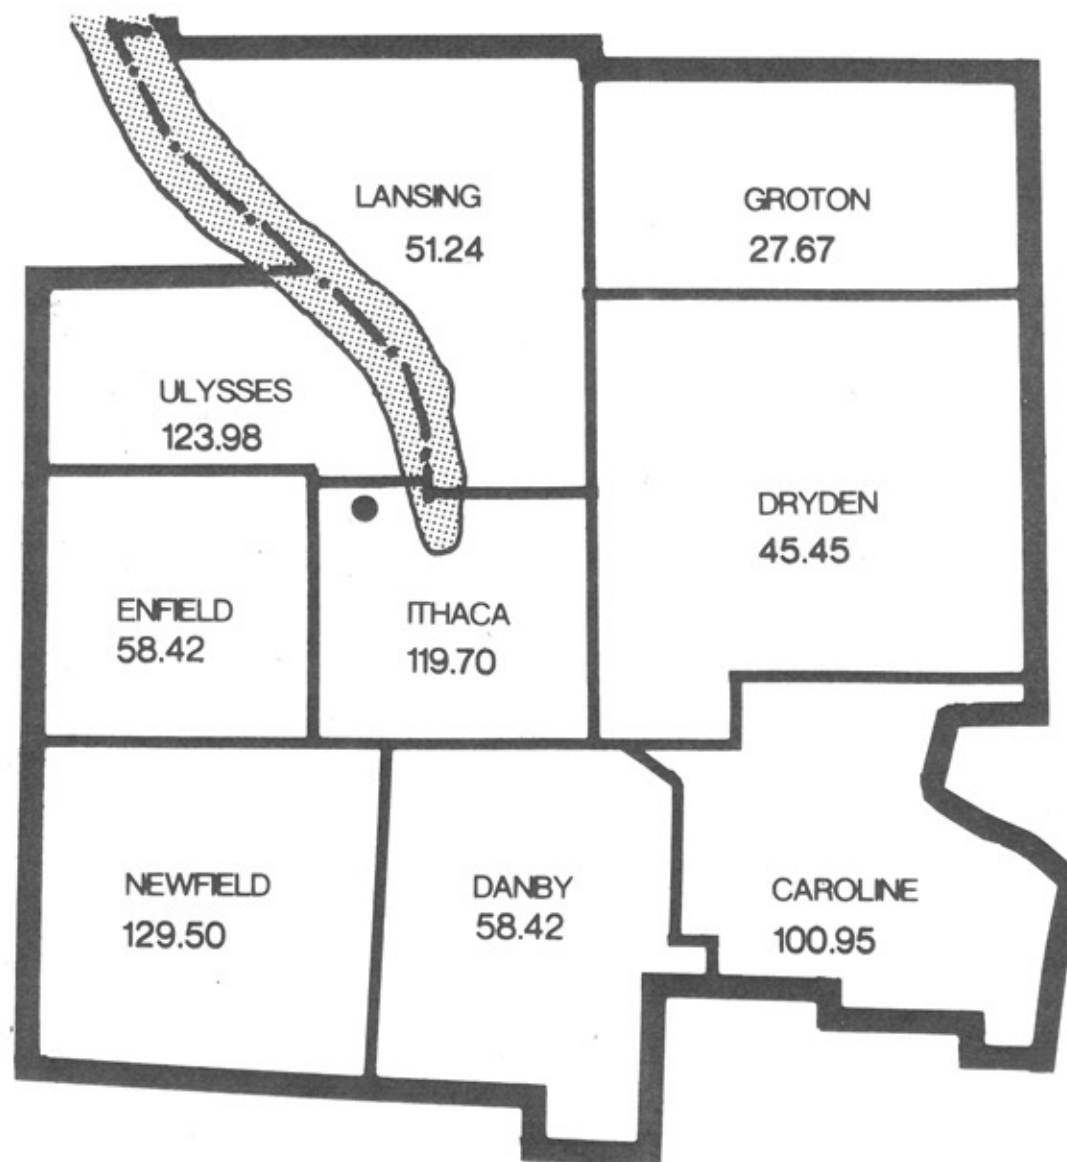 LANSING
51.24
GROTON
27.67
ULYSSES
123.98
DRYDEN
45.45
ENFIELD
58.42
ITHACA
119.70
NEWFIELD
129.50
DANBY
58.42
CAROLINE
100.95